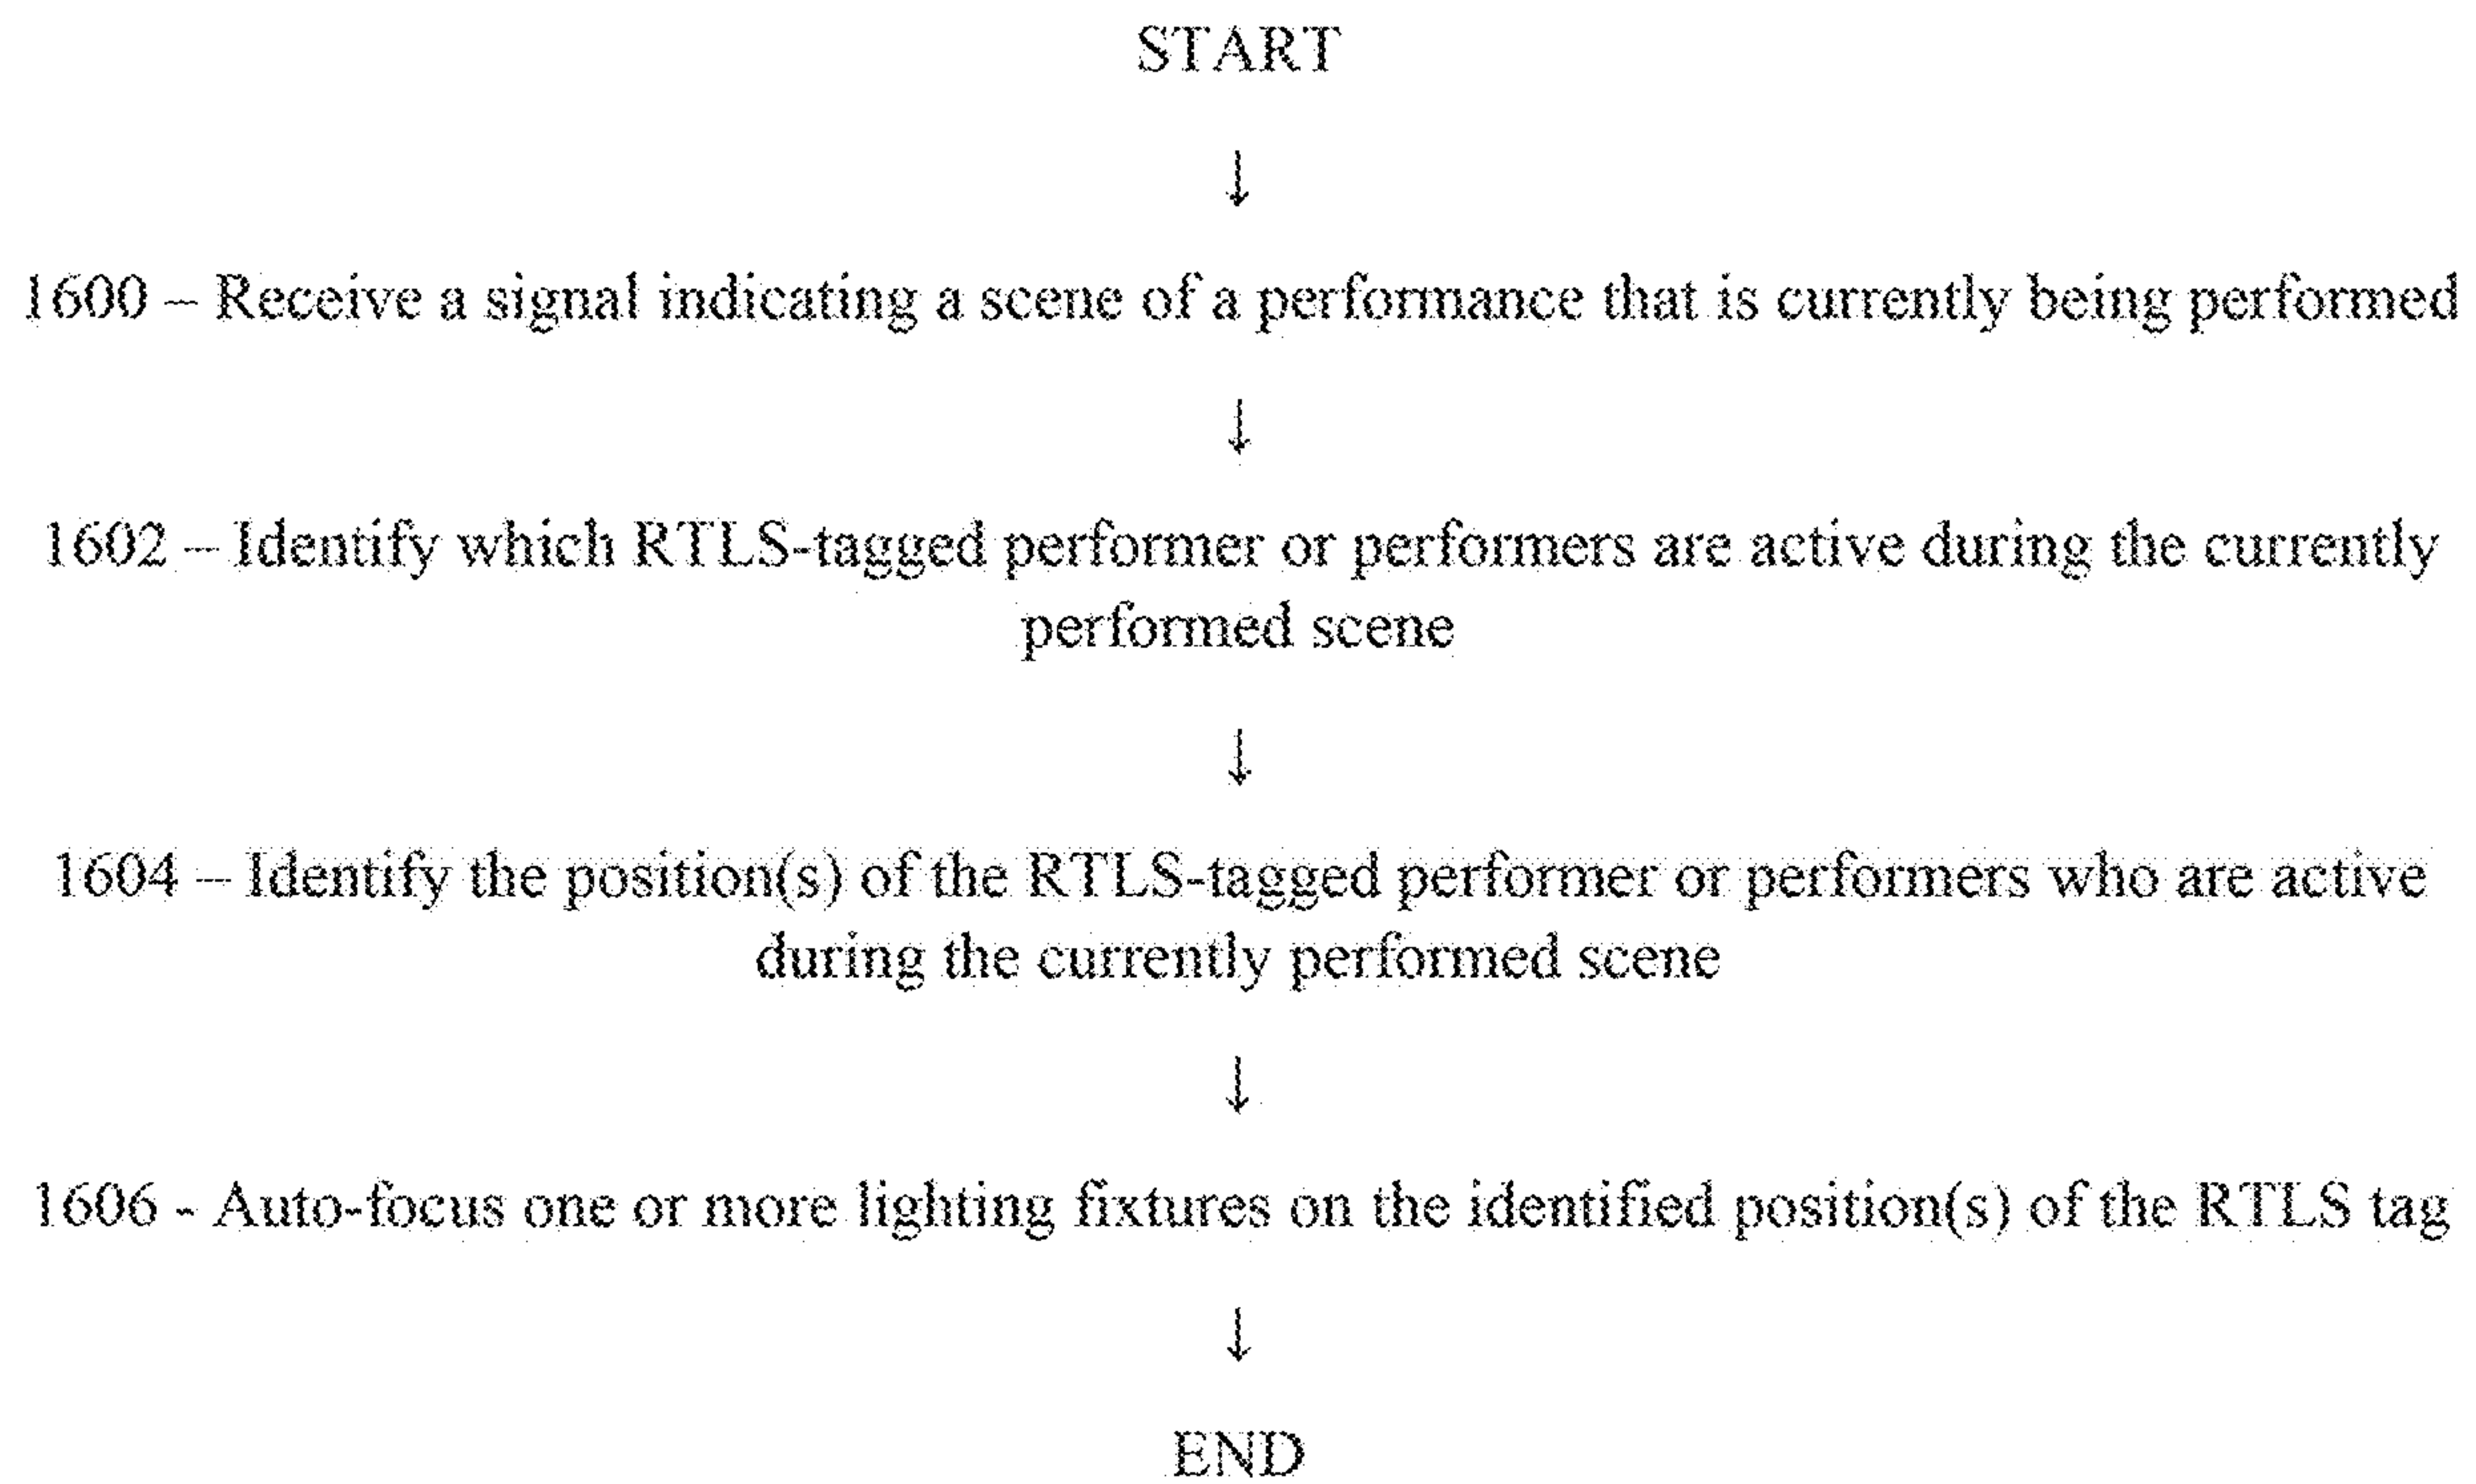 START
↓
1600 – Receive a signal indicating a scene of a performance that is currently being performed
↓
1602 – Identify which RTLS-tagged performer or performers are active during the currently
performed scene
↓
1604 – Identify the position(s) of the RTLS-tagged performer or performers who are active
during the currently performed scene
↓
1606 - Auto-focus one or more lighting fixtures on the identified position(s) of the RTLS tag
↓
END